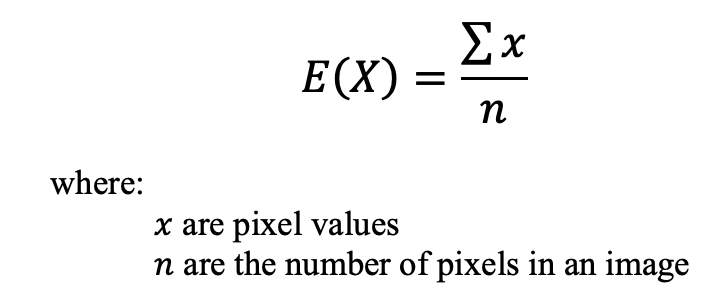 E(X) = ∑x / n
where:
x are pixel values
n are the number of pixels in an image